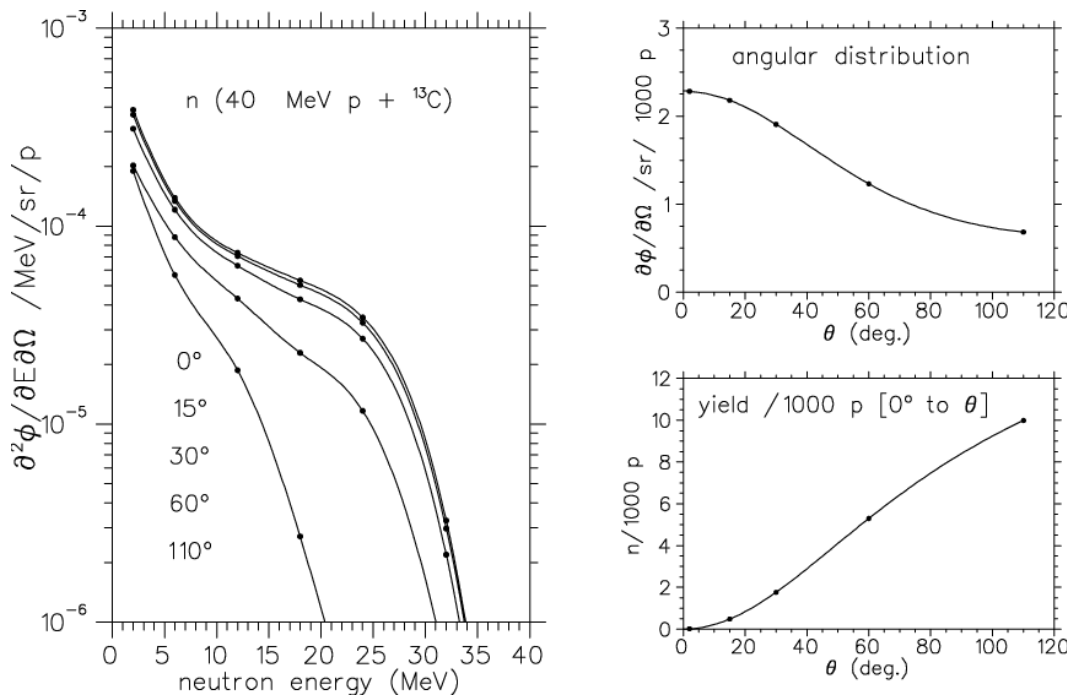 10⁻³
10⁻⁴
10⁻⁵
10⁻⁶
∂²ϕ/∂E∂Ω /MeV/sr/p
n (40 MeV p + ¹³C)
0°
15°
30°
60°
110°
0 5 10 15 20 25 30 35 40
neutron energy (MeV)
3
2
1
0
∂ϕ/∂Ω /sr/ 1000 p
angular distribution
0 20 40 60 80 100 120
θ (deg.)
12
10
8
6
4
2
0
n/1000 p
yield /1000 p [0° to θ]
0 20 40 60 80 100 120
θ (deg.)